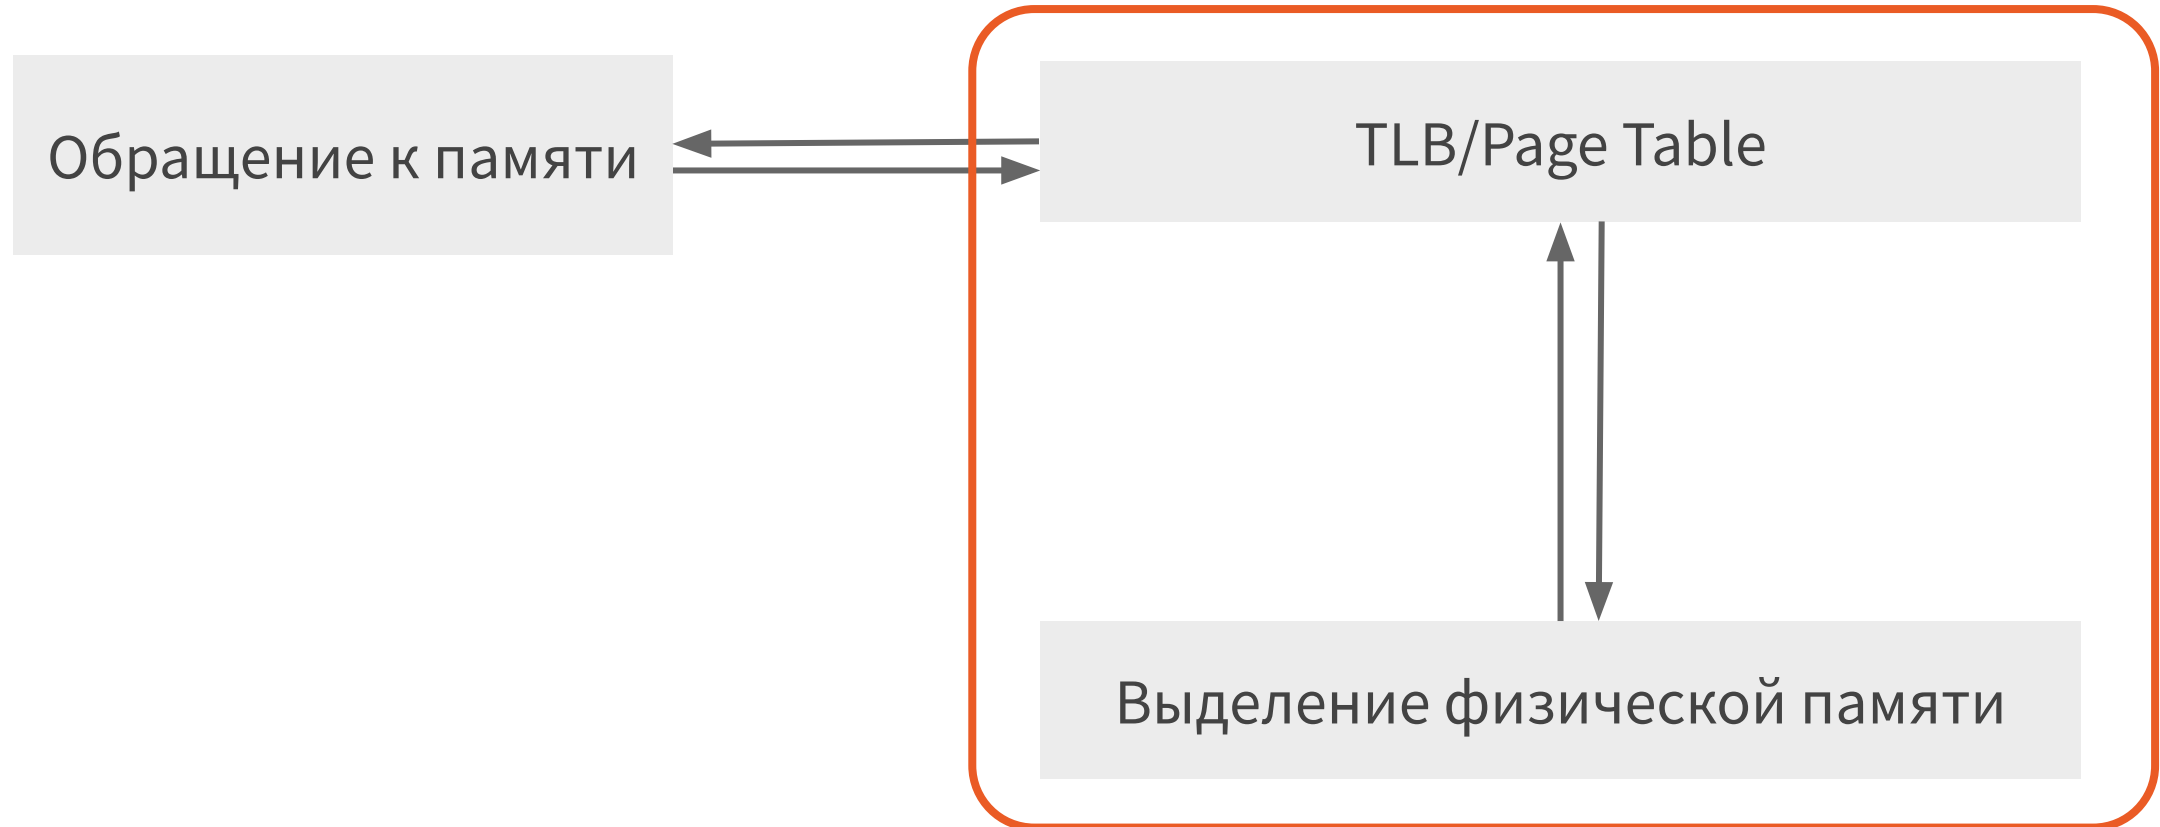 Обращение к памяти
TLB/Page Table
Выделение физической памяти